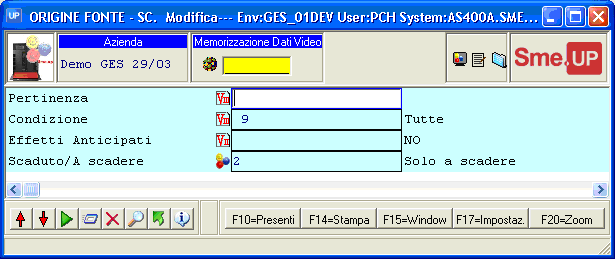 UP ORIGINE FONTE - SC. Modifica--- Env:GES_01DEV User:PCH System:AS400A.SME...
Azienda
Demo GES 29/03
Memorizzazione Dati Video
Sme.UP
Pertinenza
Condizione 9 Tutte
Effetti Anticipati NO
Scaduto/A scadere 2 Solo a scadere
F10=Presenti F14=Stampa F15=Window F17=Impostaz. F20=Zoom